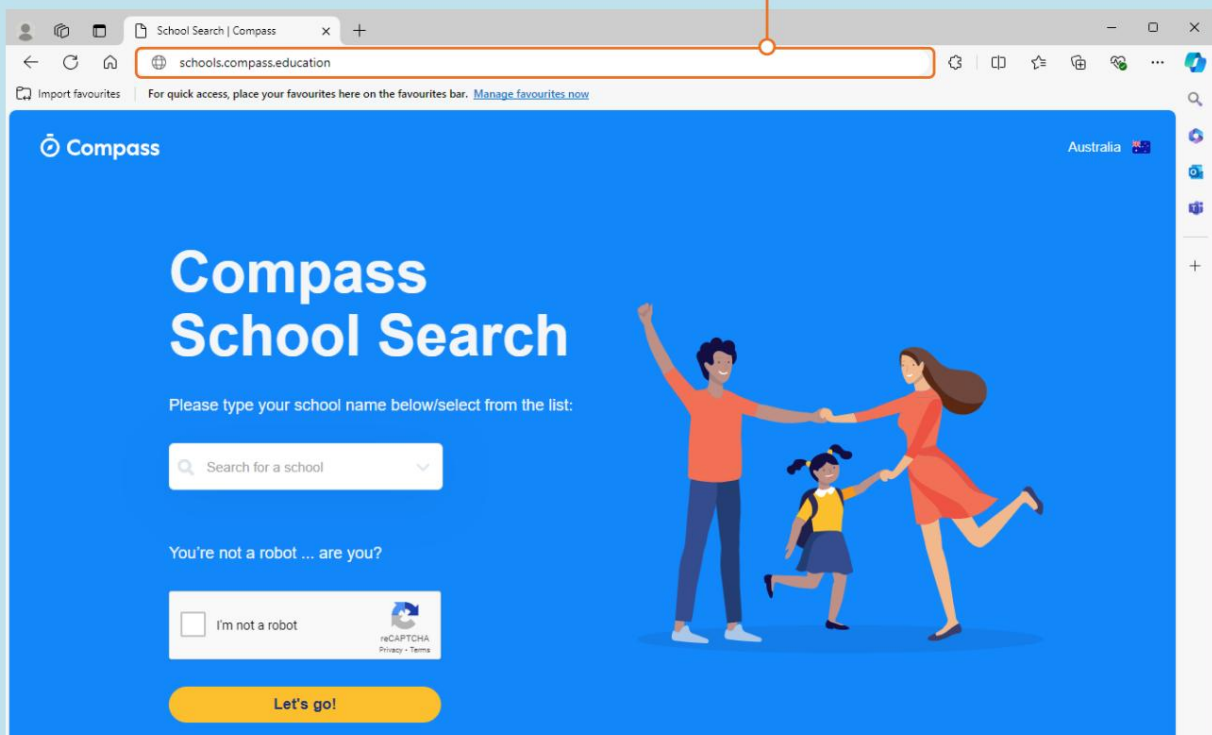 School Search | Compass
schools.compass.education
Import favourites
For quick access, place your favourites here on the favourites bar. Manage favourites now
Compass
Australia
Compass
School Search
Please type your school name below/select from the list:
Search for a school
You're not a robot ... are you?
I'm not a robot
reCAPTCHA
Privacy - Terms
Let's go!